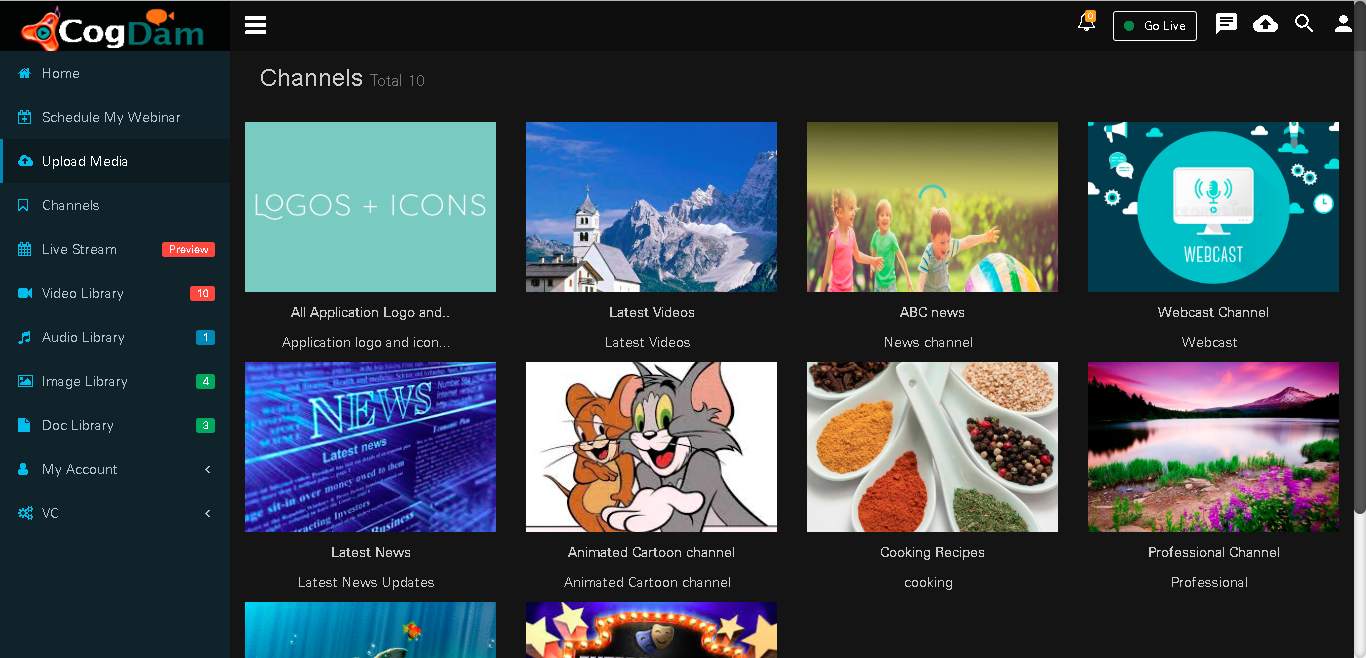 CogDam
0
Go Live
Home
Schedule My Webinar
Upload Media
Channels
Live Stream Preview
Video Library 10
Audio Library 1
Image Library 4
Doc Library 3
My Account
VC
Channels Total 10
LOGOS + ICONS
WEBCAST
All Application Logo and..
Application logo and icon...
Latest Videos
Latest Videos
ABC news
News channel
Webcast Channel
Webcast
NEWS
Latest news
Latest News
Latest News Updates
Animated Cartoon channel
Animated Cartoon channel
Cooking Recipes
cooking
Professional Channel
Professional